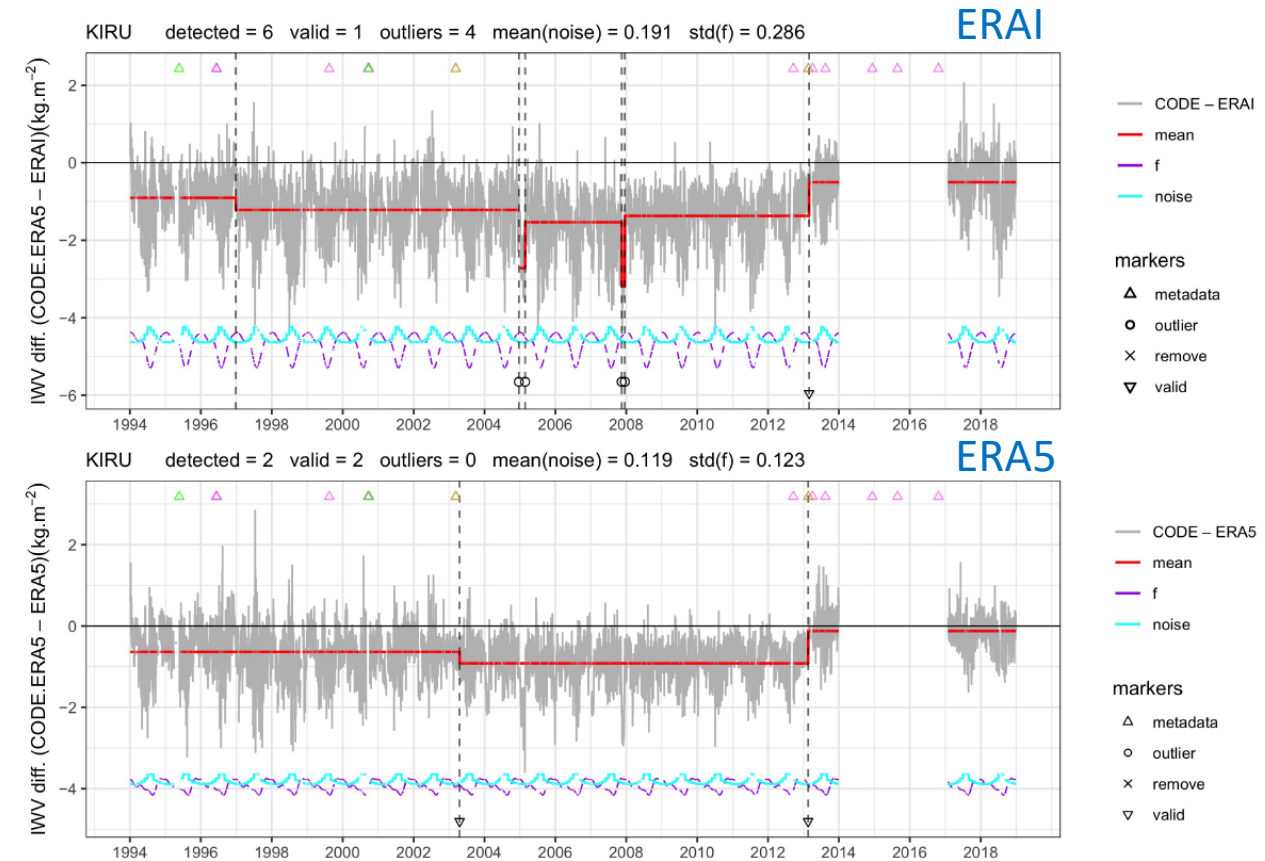 ERAI
KIRU detected = 6 valid = 1 outliers = 4 mean(noise) = 0.191 std(f) = 0.286
IWV diff. (CODE.ERA5 − ERAI)(kg.m−2)
2
0
−2
−4
−6
1994 1996 1998 2000 2002 2004 2006 2008 2010 2012 2014 2016 2018
CODE − ERAI
mean
f
noise
markers
metadata
outlier
remove
valid
ERA5
KIRU detected = 2 valid = 2 outliers = 0 mean(noise) = 0.119 std(f) = 0.123
IWV diff. (CODE.ERA5 − ERA5)(kg.m−2)
2
0
−2
−4
1994 1996 1998 2000 2002 2004 2006 2008 2010 2012 2014 2016 2018
CODE − ERA5
mean
f
noise
markers
metadata
outlier
remove
valid